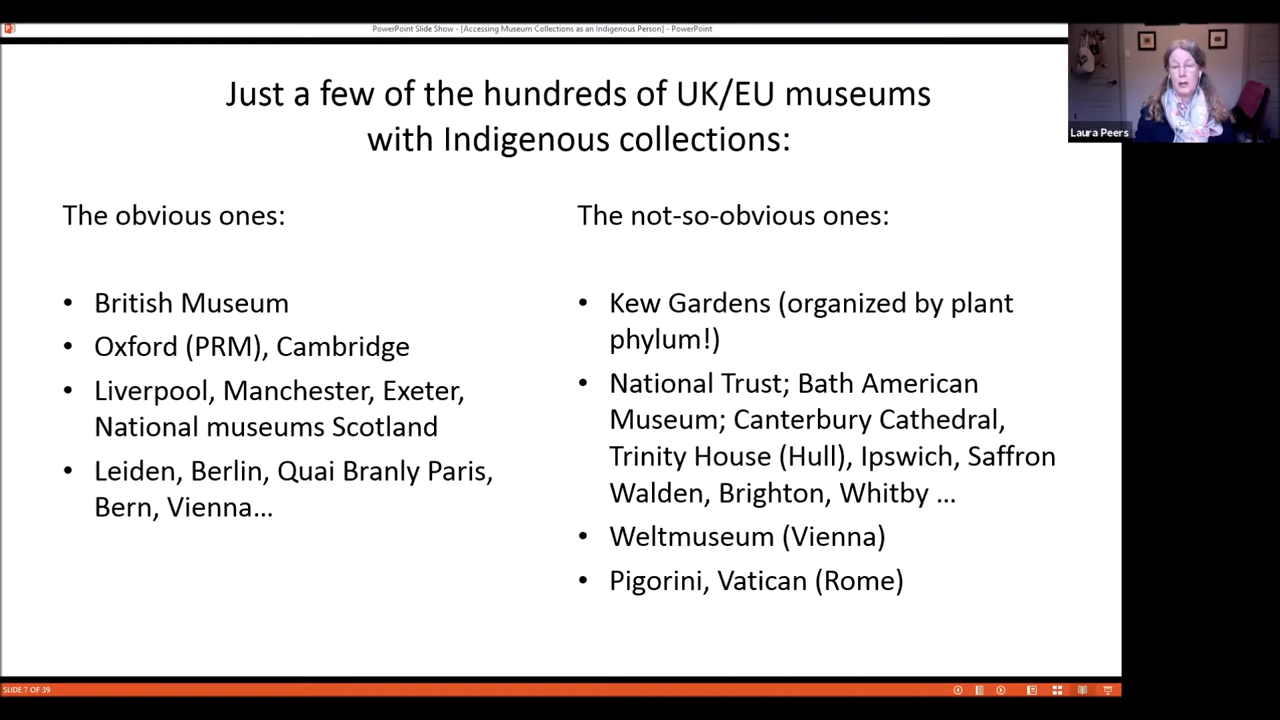 PowerPoint Slide Show - [Accessing Museum Collections as an Indigenous Person] - PowerPoint
Laura Peers
Just a few of the hundreds of UK/EU museums
with Indigenous collections:
The obvious ones:
• British Museum
• Oxford (PRM), Cambridge
• Liverpool, Manchester, Exeter,
National museums Scotland
• Leiden, Berlin, Quai Branly Paris,
Bern, Vienna...
The not-so-obvious ones:
• Kew Gardens (organized by plant
phylum!)
• National Trust; Bath American
Museum; Canterbury Cathedral,
Trinity House (Hull), Ipswich, Saffron
Walden, Brighton, Whitby ...
• Weltmuseum (Vienna)
• Pigorini, Vatican (Rome)
SLIDE 7 OF 39